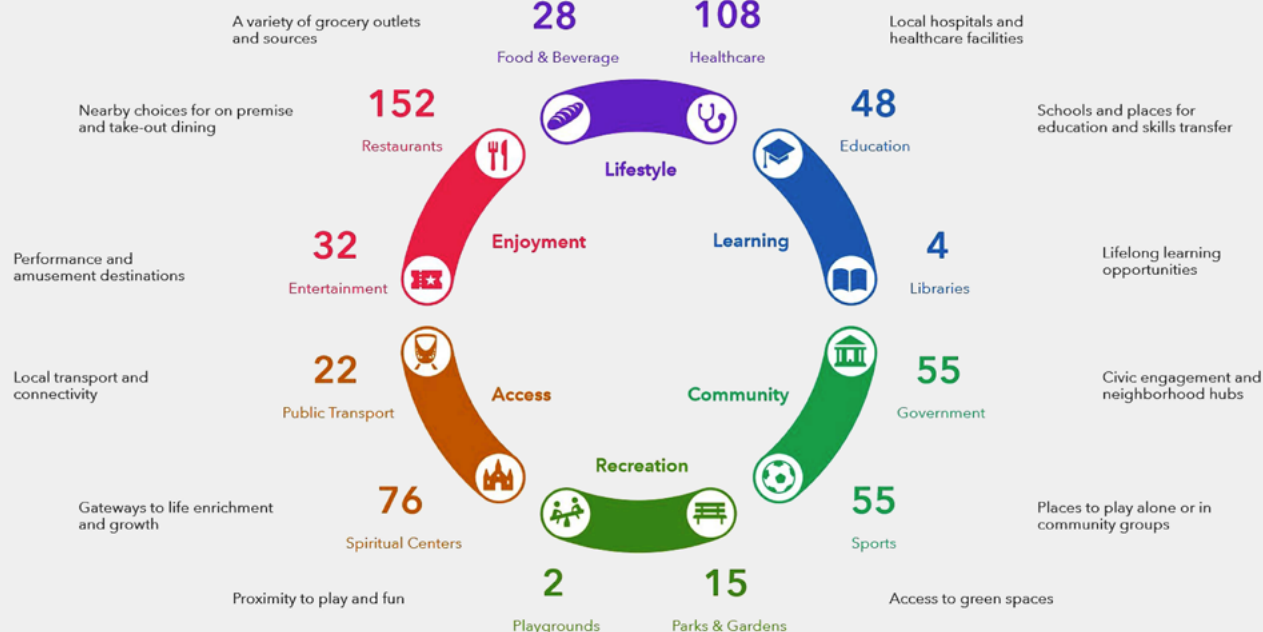 A variety of grocery outlets
and sources
28
Food & Beverage
108
Healthcare
Local hospitals and
healthcare facilities
Nearby choices for on premise
and take-out dining
152
Restaurants
Lifestyle
48
Education
Schools and places for
education and skills transfer
Performance and
amusement destinations
32
Entertainment
Enjoyment
Learning
4
Libraries
Lifelong learning
opportunities
Local transport and
connectivity
22
Public Transport
Access
Community
55
Government
Civic engagement and
neighborhood hubs
Gateways to life enrichment
and growth
76
Spiritual Centers
Recreation
55
Sports
Places to play alone or in
community groups
Proximity to play and fun
2
Playgrounds
15
Parks & Gardens
Access to green spaces